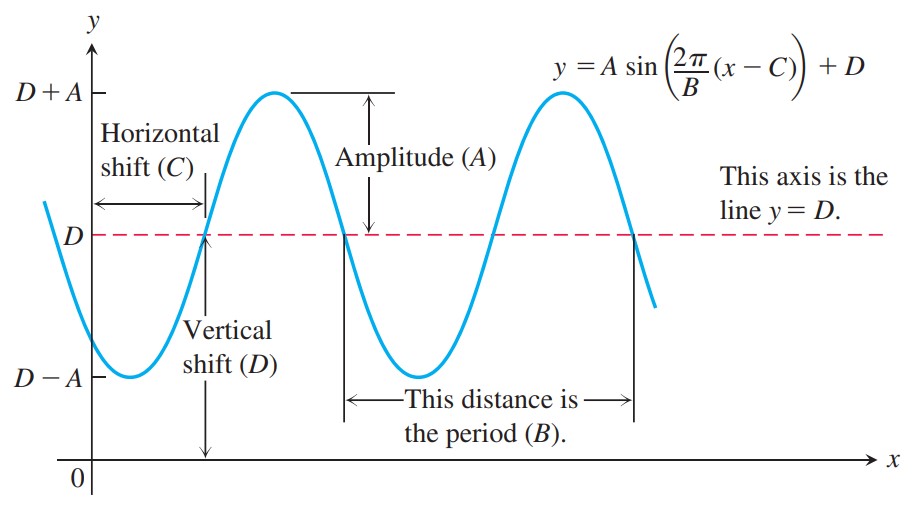 y
y = A sin(2π/B (x − C)) + D
D + A
Horizontal
shift (C)
Amplitude (A)
This axis is the
line y = D.
D
Vertical
shift (D)
D − A
This distance is
the period (B).
x
0